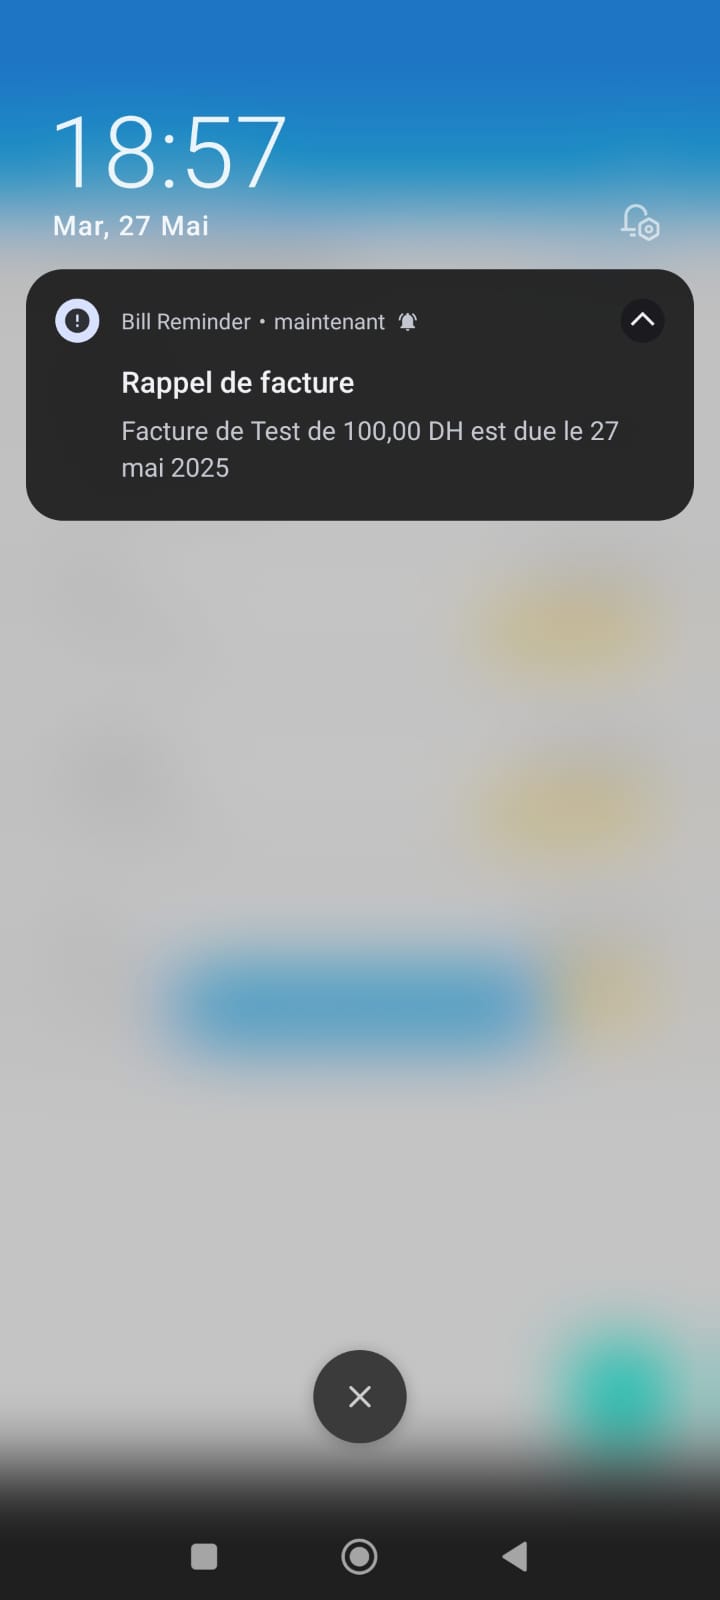 18:57
Mar, 27 Mai
Bill Reminder • maintenant
Rappel de facture
Facture de Test de 100,00 DH est due le 27
mai 2025